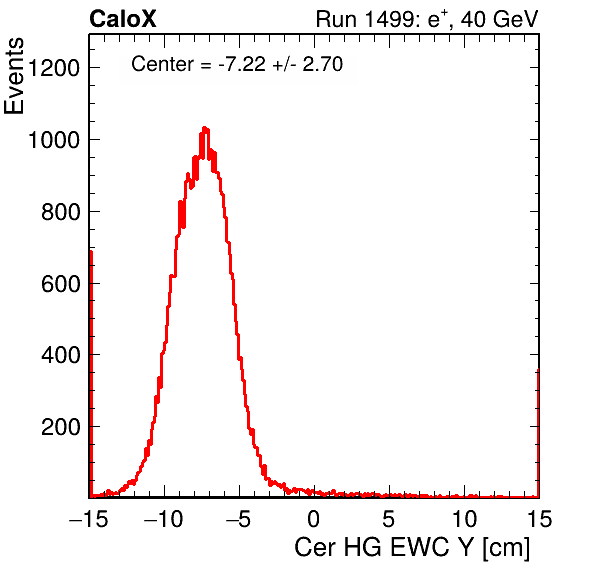 CaloX Run 1499: e⁺, 40 GeV
Events
Center = -7.22 +/- 2.70
1200
1000
800
600
400
200
−15 −10 −5 0 5 10 15
Cer HG EWC Y [cm]